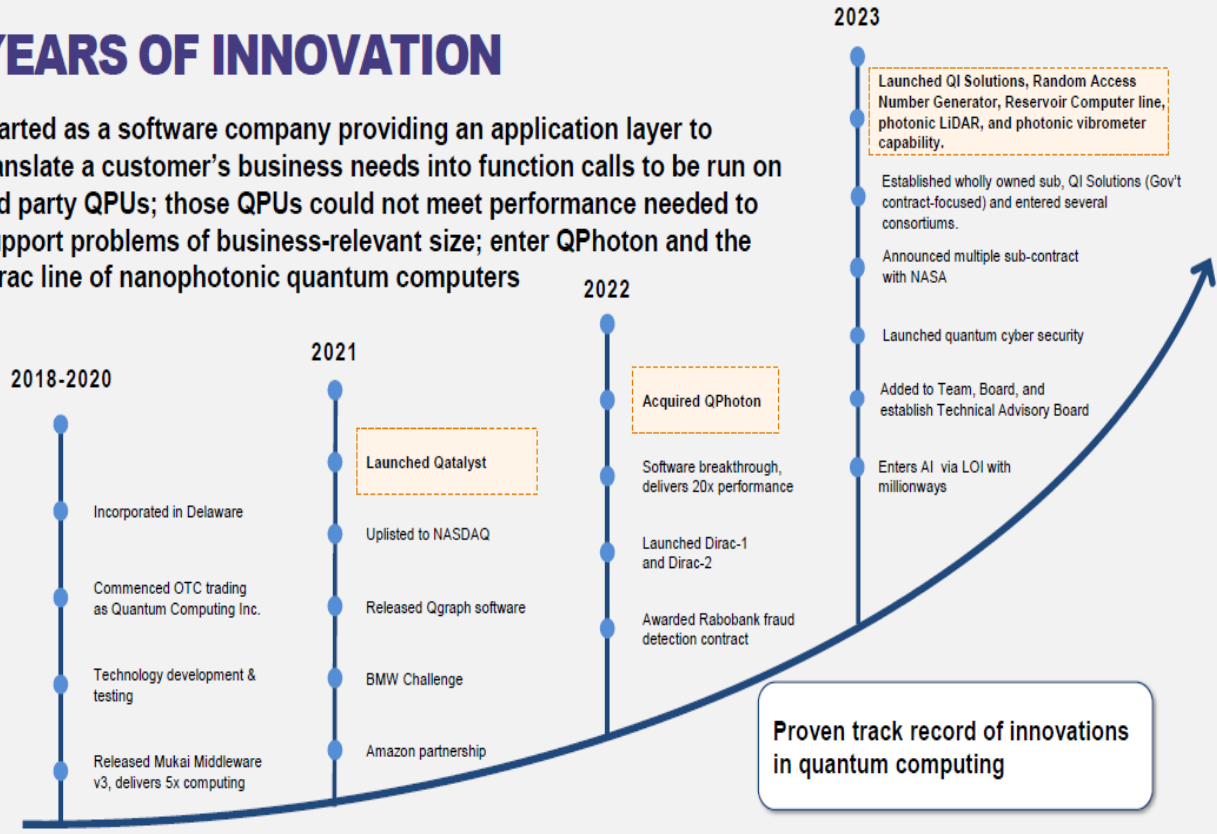 YEARS OF INNOVATION
arted as a software company providing an application layer to
anslate a customer's business needs into function calls to be run on
d party QPUs; those QPUs could not meet performance needed to
upport problems of business-relevant size; enter QPhoton and the
rac line of nanophotonic quantum computers
2018-2020
Incorporated in Delaware
Commenced OTC trading
as Quantum Computing Inc.
Technology development &
testing
Released Mukai Middleware
v3, delivers 5x computing
2021
Launched Qatalyst
Uplisted to NASDAQ
Released Qgraph software
BMW Challenge
Amazon partnership
2022
Acquired QPhoton
Software breakthrough,
delivers 20x performance
Launched Dirac-1
and Dirac-2
Awarded Rabobank fraud
detection contract
2023
Launched QI Solutions, Random Access
Number Generator, Reservoir Computer line,
photonic LiDAR, and photonic vibrometer
capability.
Established wholly owned sub, QI Solutions (Gov't
contract-focused) and entered several
consortiums.
Announced multiple sub-contract
with NASA
Launched quantum cyber security
Added to Team, Board, and
establish Technical Advisory Board
Enters AI via LOI with
millionways
Proven track record of innovations
in quantum computing